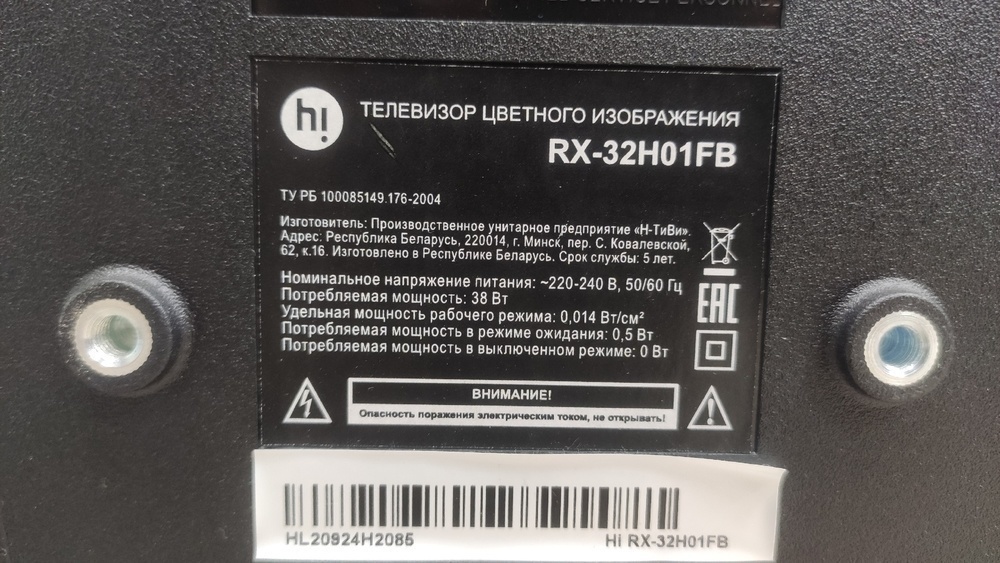 SERVICE PERSONNEL
hi
ТЕЛЕВИЗОР ЦВЕТНОГО ИЗОБРАЖЕНИЯ
RX-32H01FB
ТУ РБ 100085149.176-2004
Изготовитель: Производственное унитарное предприятие «Н-ТиВи».
Адрес: Республика Беларусь, 220014, г. Минск, пер. С. Ковалевской,
62, к.16. Изготовлено в Республике Беларусь. Срок службы: 5 лет.
Номинальное напряжение питания: ~220-240 В, 50/60 Гц
Потребляемая мощность: 38 Вт
Удельная мощность рабочего режима: 0,014 Вт/см²
Потребляемая мощность в режиме ожидания: 0,5 Вт
Потребляемая мощность в выключенном режиме: 0 Вт
EAC
ВНИМАНИЕ!
Опасность поражения электрическим током, не открывать!
HL20924H2085
Hi RX-32H01FB